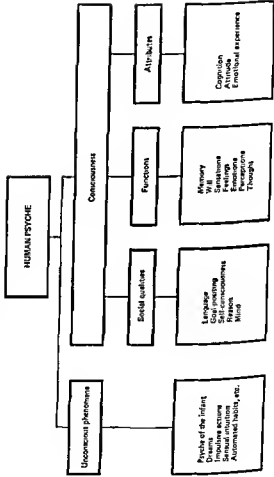 HUMAN PSYCHE
Unconscious phenomena
Consciousness
Social qualities
Functions
Attributes
Psyche of the infant
Dreams
Impulsive actions
Sensual intuitions
Automated habits, etc.
Language
Goal-positing
Self-consciousness
Reason
Mind
Memory
Will
Sensations
Feelings
Emotions
Perceptions
Thought
Cognition
Attitude
Emotional experience